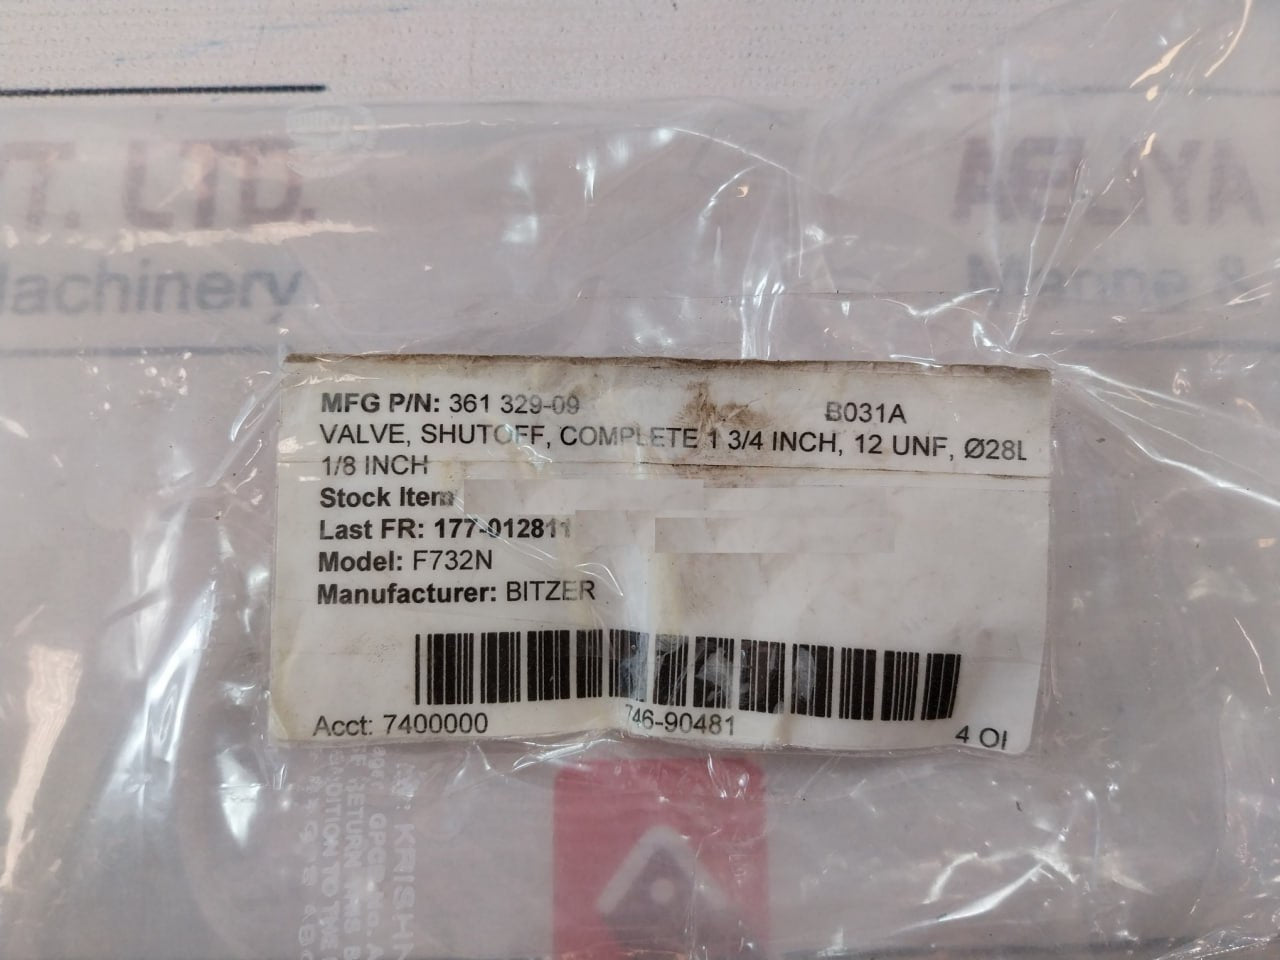 T. LTD.
achinery
MFG P/N: 361 329-09 B031A
VALVE, SHUTOFF, COMPLETE 1 3/4 INCH, 12 UNF, Ø28L
1/8 INCH
Stock Item
Last FR: 177-012811
Model: F732N
Manufacturer: BITZER
Acct: 7400000 746-90481 4 OI